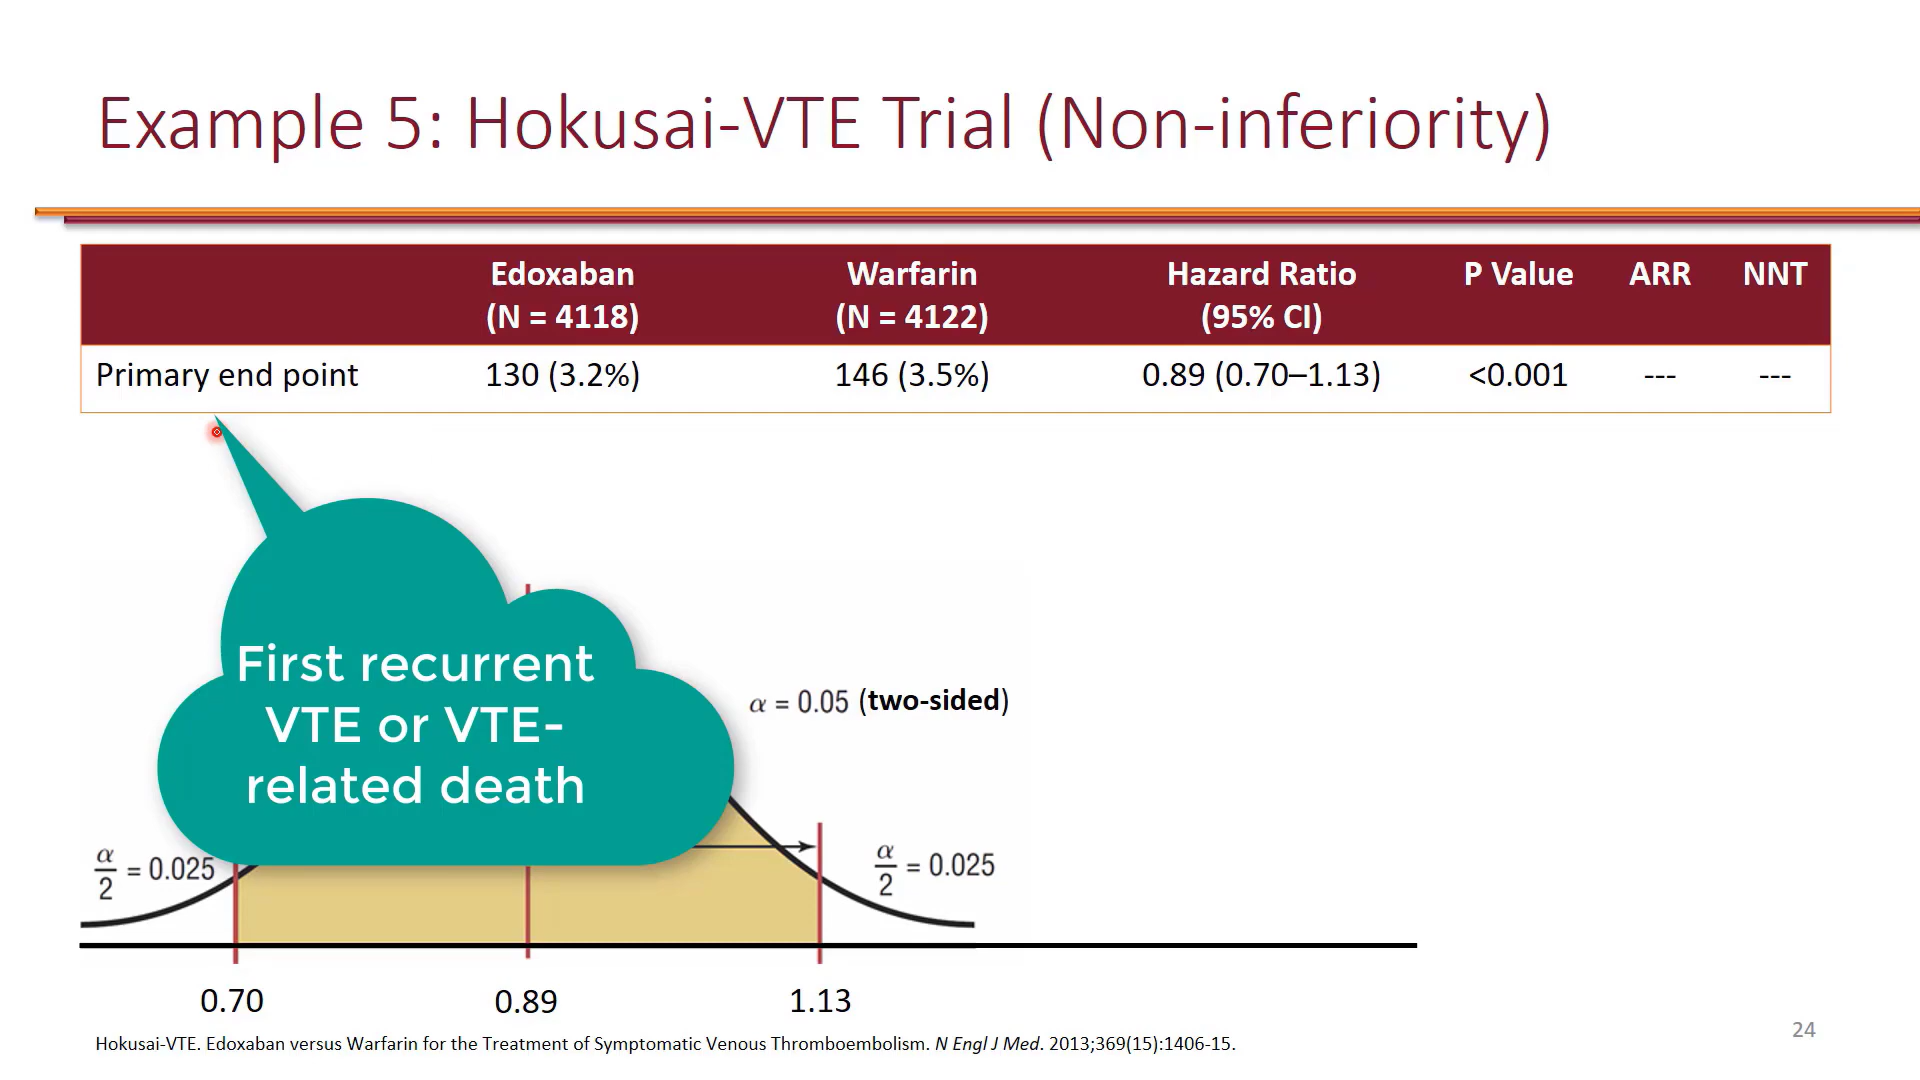 Example 5: Hokusai-VTE Trial (Non-inferiority)
Edoxaban Warfarin Hazard Ratio P Value ARR NNT
(N = 4118) (N = 4122) (95% CI)
Primary end point 130 (3.2%) 146 (3.5%) 0.89 (0.70–1.13) <0.001 --- ---
First recurrent
VTE or VTE-
related death
α = 0.05 (two-sided)
α/2 = 0.025
α/2 = 0.025
0.70 0.89 1.13
Hokusai-VTE. Edoxaban versus Warfarin for the Treatment of Symptomatic Venous Thromboembolism. N Engl J Med. 2013;369(15):1406-15.
24